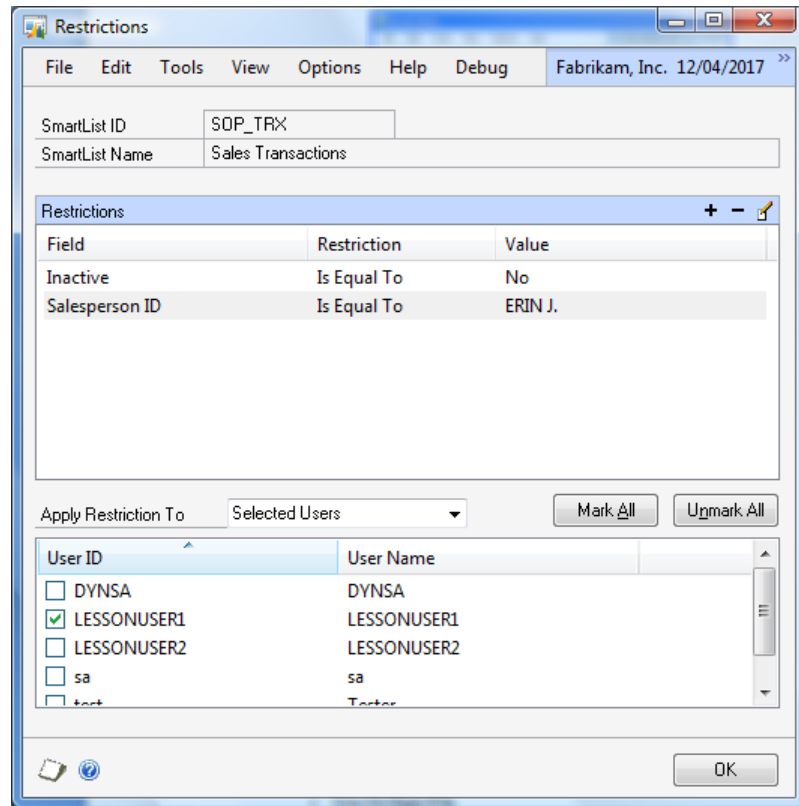 Restrictions
File Edit Tools View Options Help Debug Fabrikam, Inc. 12/04/2017 »
SmartList ID SOP_TRX
SmartList Name Sales Transactions
Restrictions
Field Restriction Value
Inactive Is Equal To No
Salesperson ID Is Equal To ERIN J.
Apply Restriction To Selected Users Mark All Unmark All
User ID User Name
DYNSA DYNSA
LESSONUSER1 LESSONUSER1
LESSONUSER2 LESSONUSER2
sa sa
test Tester
OK